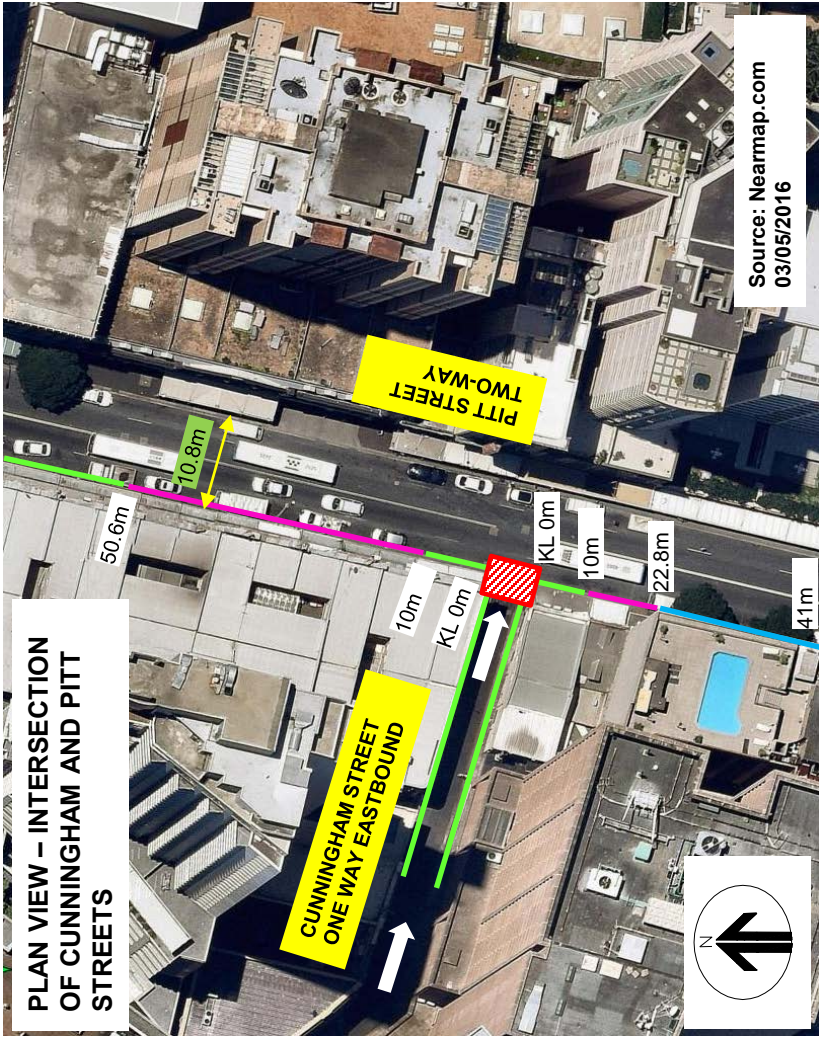 PLAN VIEW – INTERSECTION
OF CUNNINGHAM AND PITT
STREETS
CUNNINGHAM STREET
ONE WAY EASTBOUND
PITT STREET
TWO-WAY
10.8m
50.6m
10m
KL 0m
KL 0m
10m
22.8m
41m
N
Source: Nearmap.com
03/05/2016